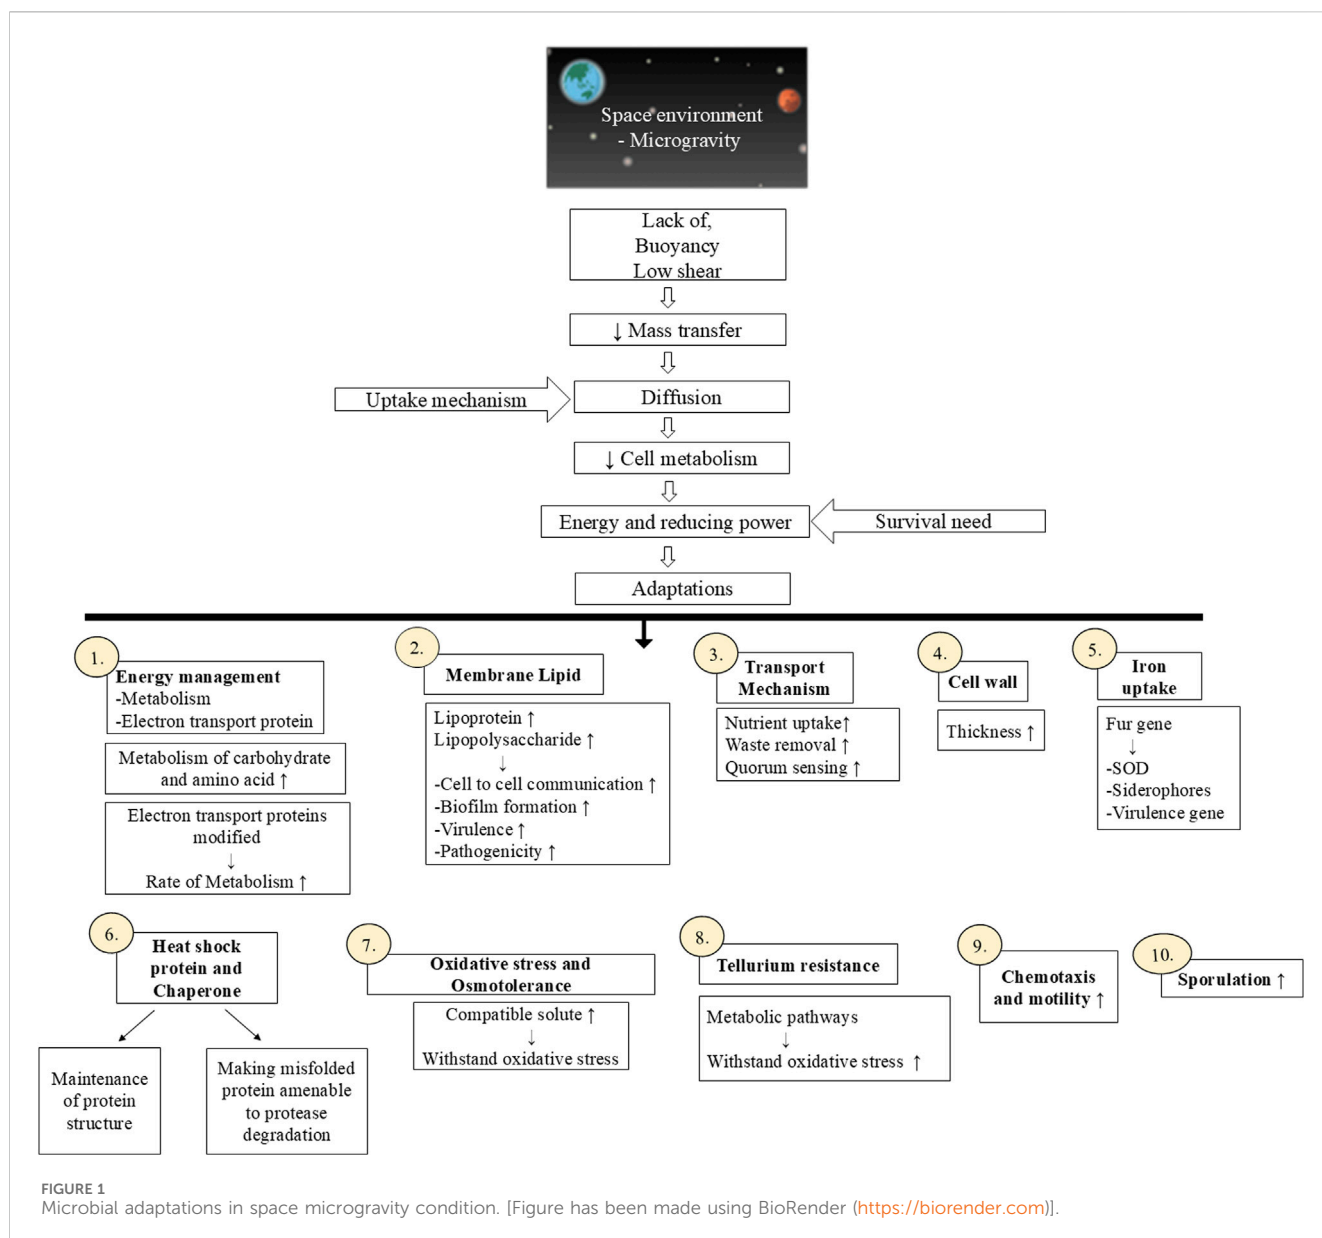 Space environment
- Microgravity
Lack of,
Buoyancy
Low shear
↓ Mass transfer
Uptake mechanism
Diffusion
↓ Cell metabolism
Energy and reducing power
Survival need
Adaptations
1.
Energy management
-Metabolism
-Electron transport protein
Metabolism of carbohydrate
and amino acid ↑
Electron transport proteins
modified
↓
Rate of Metabolism ↑
2.
Membrane Lipid
Lipoprotein ↑
Lipopolysaccharide ↑
↓
-Cell to cell communication ↑
-Biofilm formation ↑
-Virulence ↑
-Pathogenicity ↑
3.
Transport
Mechanism
Nutrient uptake↑
Waste removal ↑
Quorum sensing ↑
4.
Cell wall
Thickness ↑
5.
Iron
uptake
Fur gene
↓
-SOD
-Siderophores
-Virulence gene
6.
Heat shock
protein and
Chaperone
Maintenance
of protein
structure
Making misfolded
protein amenable
to protease
degradation
7.
Oxidative stress and
Osmotolerance
Compatible solute ↑
↓
Withstand oxidative stress
8.
Tellurium resistance
Metabolic pathways
↓
Withstand oxidative stress ↑
9.
Chemotaxis
and motility ↑
10.
Sporulation ↑
FIGURE 1
Microbial adaptations in space microgravity condition. [Figure has been made using BioRender (https://biorender.com)].